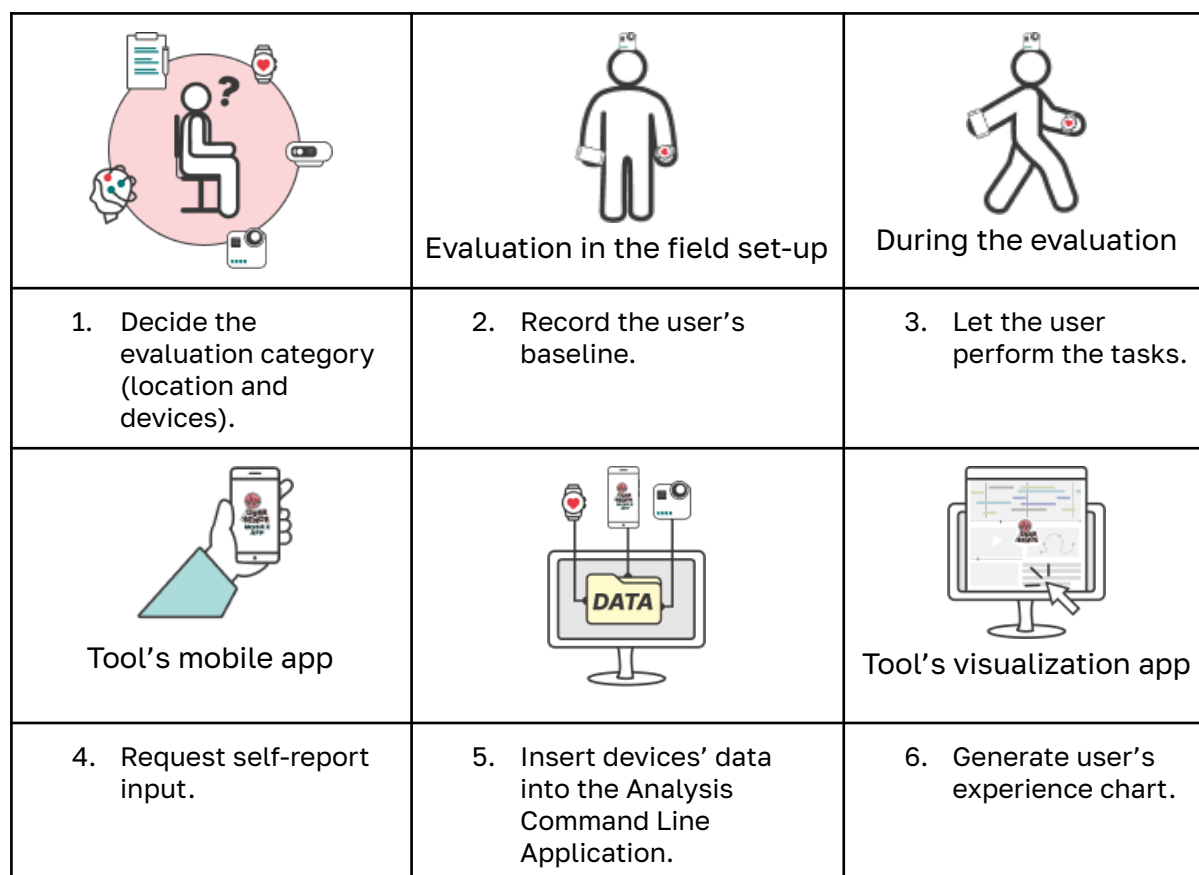 ?
Evaluation in the field set-up
During the evaluation
1. Decide the
evaluation category
(location and
devices).
2. Record the user's
baseline.
3. Let the user
perform the tasks.
Tool's mobile app
DATA
Tool's visualization app
4. Request self-report
input.
5. Insert devices' data
into the Analysis
Command Line
Application.
6. Generate user's
experience chart.